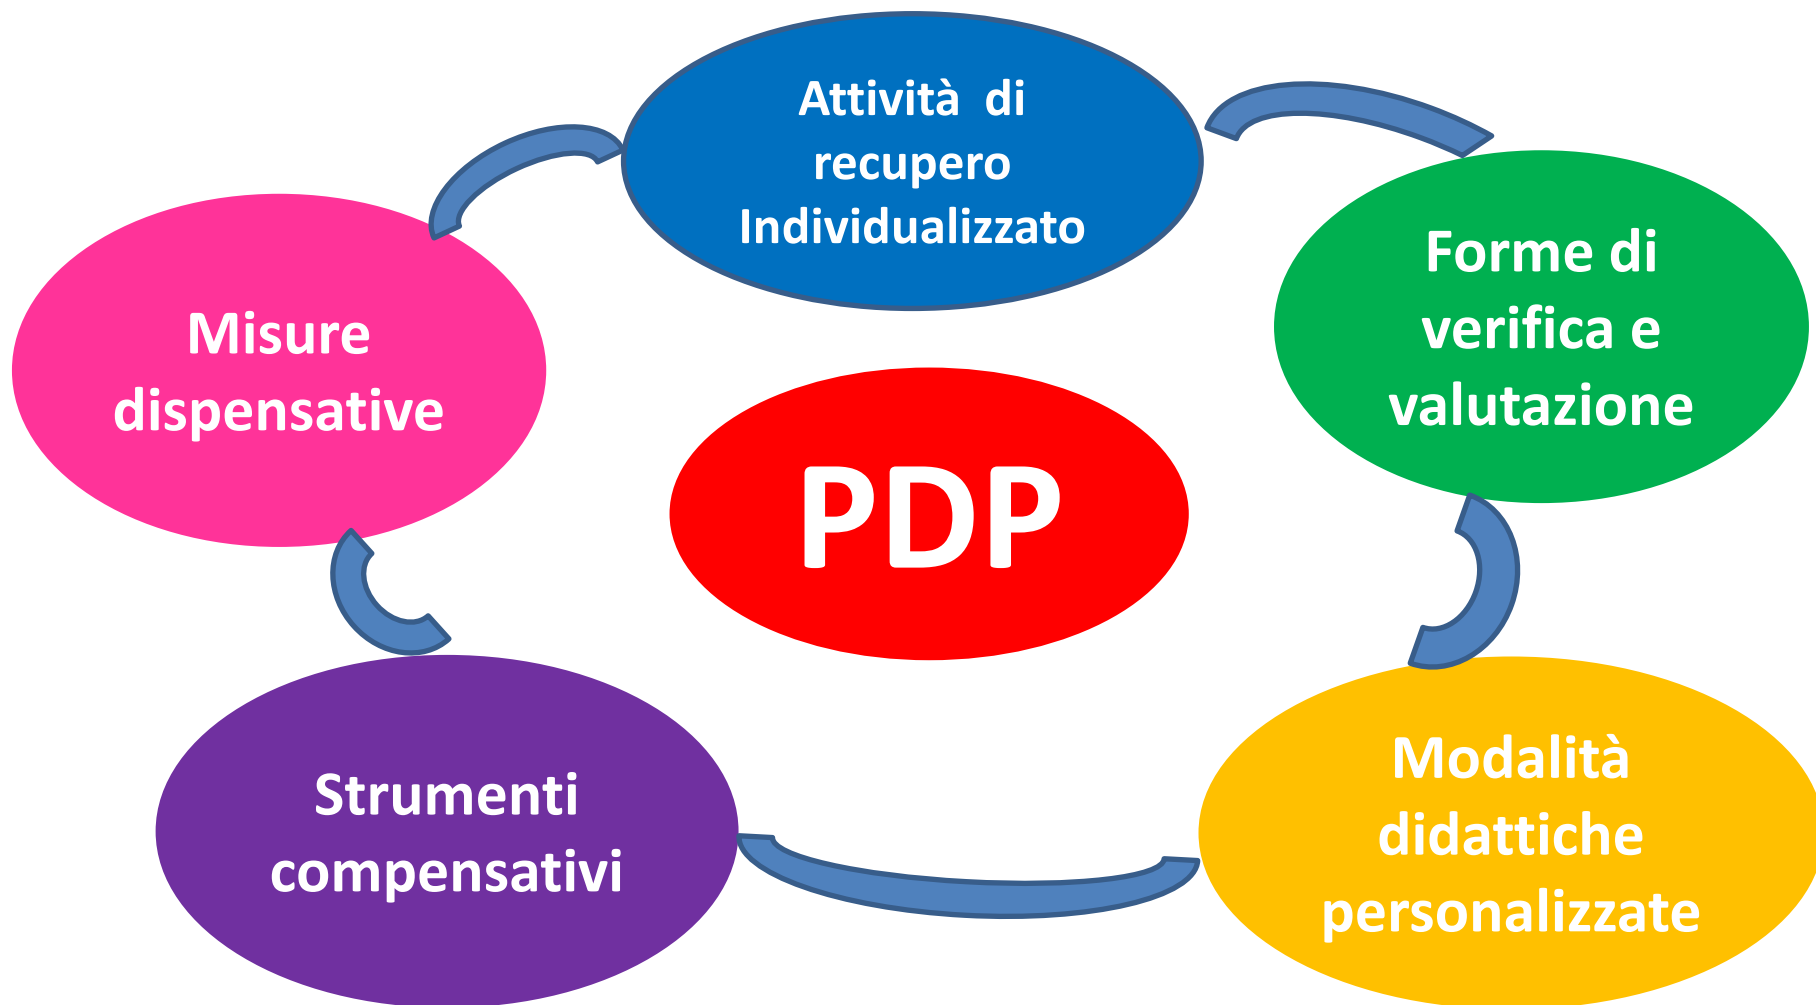 Attività  di
recupero
Individualizzato
Forme di
verifica e
valutazione
Misure
dispensative
PDP
Strumenti
compensativi
Modalità
didattiche
personalizzate